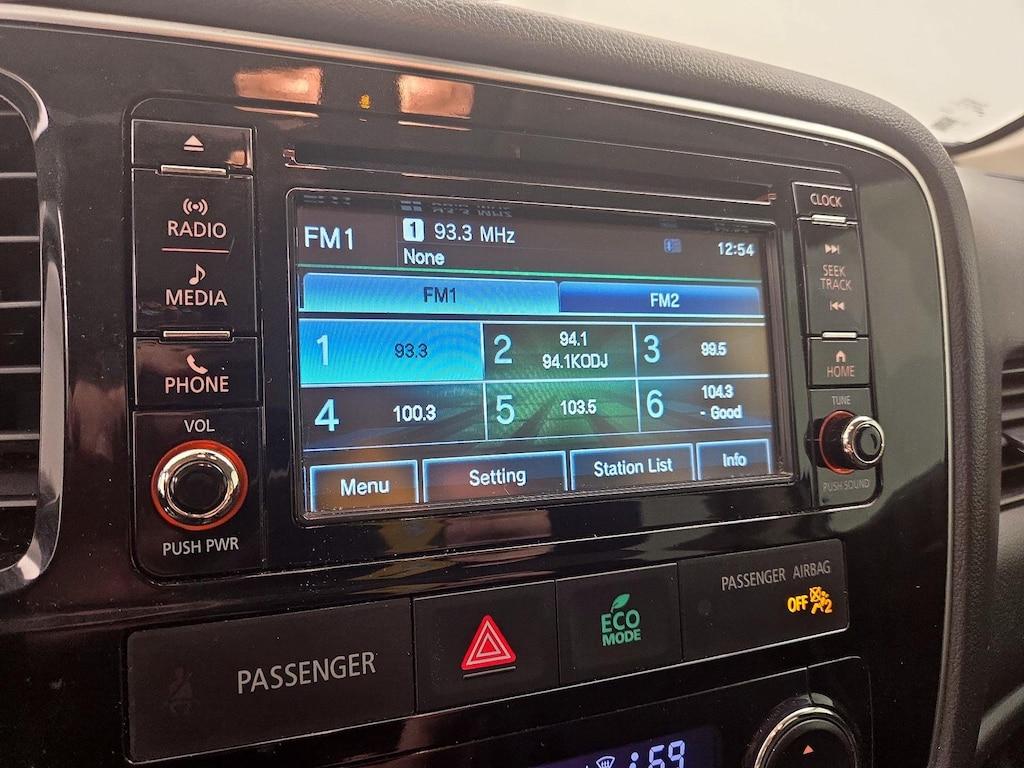 RADIO
MEDIA
PHONE
VOL
PUSH PWR
FM1
1 93.3 MHz
None
12:54
FM1 FM2
1 93.3
2 94.1
94.1KODJ
3 99.5
4 100.3
5 103.5
6 104.3
- Good
Menu Setting Station List Info
CLOCK
SEEK
TRACK
HOME
TUNE
PUSH SOUND
PASSENGER
ECO
MODE
PASSENGER AIRBAG
OFF 2
69